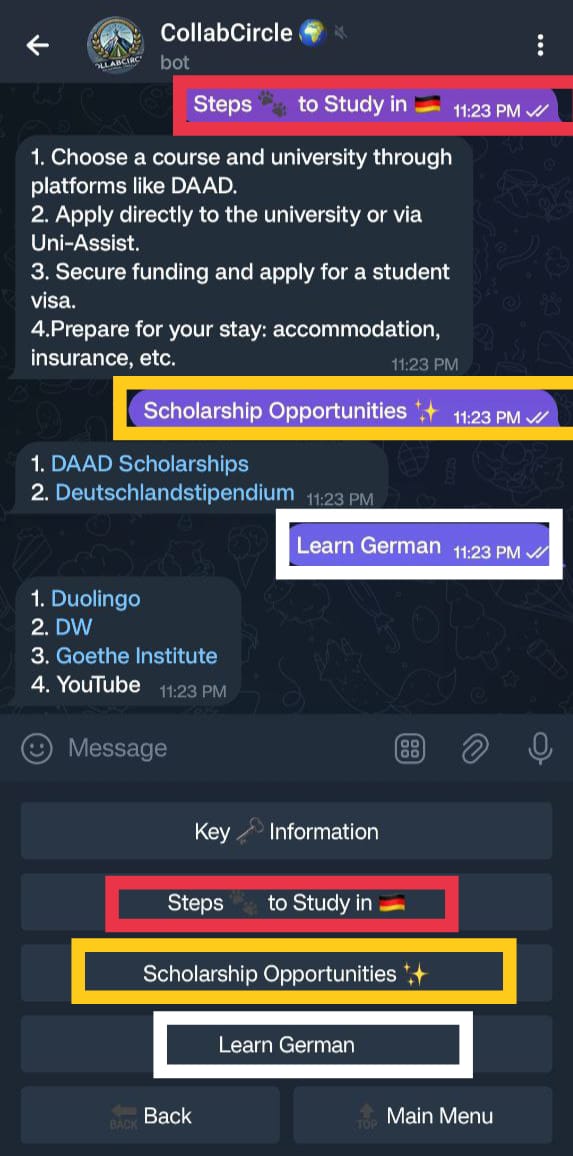 CollabCircle 🌍
bot
Steps 🐾 to Study in 🇩🇪 11:23 PM
1. Choose a course and university through
platforms like DAAD.
2. Apply directly to the university or via
Uni-Assist.
3. Secure funding and apply for a student
visa.
4.Prepare for your stay: accommodation,
insurance, etc. 11:23 PM
Scholarship Opportunities ✨ 11:23 PM
1. DAAD Scholarships
2. Deutschlandstipendium 11:23 PM
Learn German 11:23 PM
1. Duolingo
2. DW
3. Goethe Institute
4. YouTube 11:23 PM
Message
Key 🗝️ Information
Steps 🐾 to Study in 🇩🇪
Scholarship Opportunities ✨
Learn German
🔙 Back
🔝 Main Menu